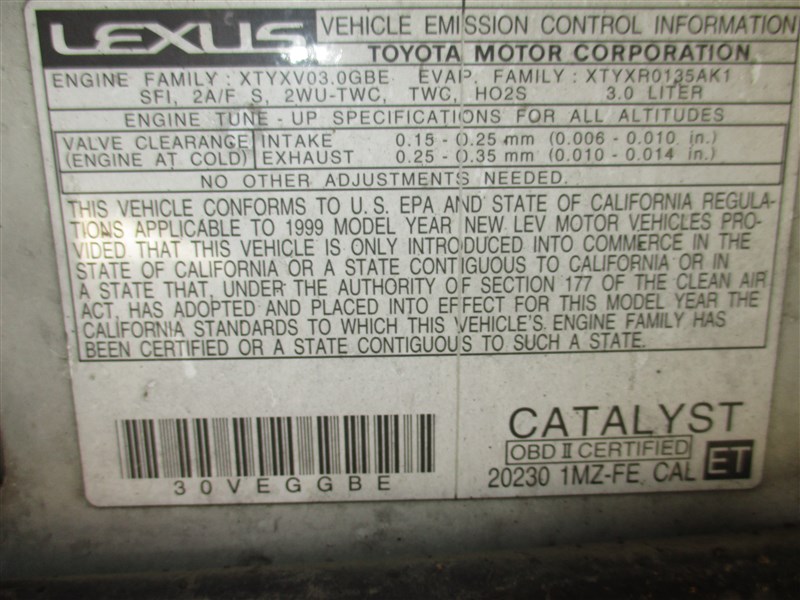 LEXUS VEHICLE EMISSION CONTROL INFORMATION
TOYOTA MOTOR CORPORATION
ENGINE FAMILY : XTYXV03.0GBE EVAP. FAMILY : XTYXR0135AK1
SFI, 2A/F S, 2WU-TWC, TWC, HO2S 3.0 LITER
ENGINE TUNE - UP SPECIFICATIONS FOR ALL ALTITUDES
VALVE CLEARANCE INTAKE 0.15 - 0.25 mm (0.006 - 0.010 in.)
(ENGINE AT COLD) EXHAUST 0.25 - 0.35 mm (0.010 - 0.014 in.)
NO OTHER ADJUSTMENTS NEEDED.
THIS VEHICLE CONFORMS TO U.S. EPA AND STATE OF CALIFORNIA REGULA-
TIONS APPLICABLE TO 1999 MODEL YEAR NEW LEV MOTOR VEHICLES PRO-
VIDED THAT THIS VEHICLE IS ONLY INTRODUCED INTO COMMERCE IN THE
STATE OF CALIFORNIA OR A STATE CONTIGUOUS TO CALIFORNIA OR IN
A STATE THAT, UNDER THE AUTHORITY OF SECTION 177 OF THE CLEAN AIR
ACT, HAS ADOPTED AND PLACED INTO EFFECT FOR THIS MODEL YEAR THE
CALIFORNIA STANDARDS TO WHICH THIS VEHICLE'S ENGINE FAMILY HAS
BEEN CERTIFIED OR A STATE CONTIGUOUS TO SUCH A STATE.
CATALYST
OBD II CERTIFIED
20230 1MZ-FE, CAL ET
30VEGGBE